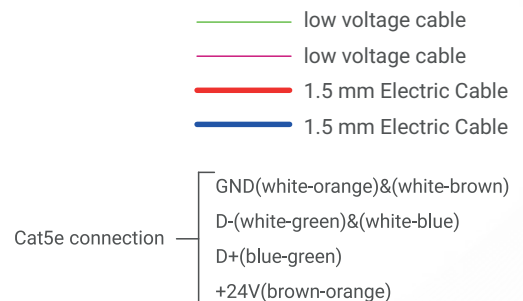 low voltage cable
low voltage cable
1.5 mm Electric Cable
1.5 mm Electric Cable
GND(white-orange)&(white-brown)
D-(white-green)&(white-blue)
Cat5e connection
D+(blue-green)
+24V(brown-orange)